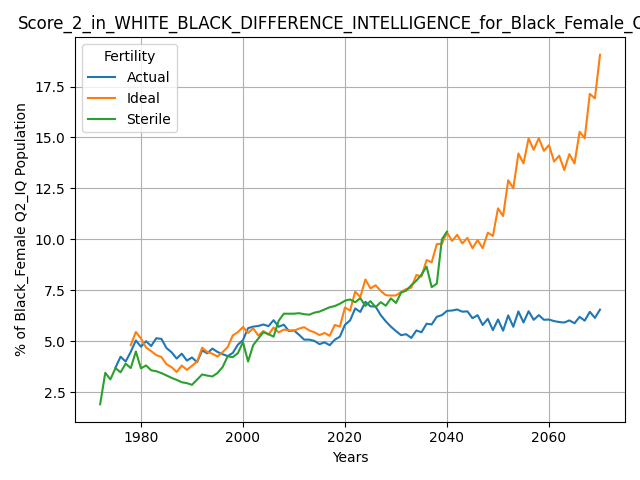 Score_2_in_WHITE_BLACK_DIFFERENCE_INTELLIGENCE_for_Black_Female_
Fertility
Actual
Ideal
Sterile
17.5
15.0
12.5
10.0
7.5
5.0
2.5
% of Black_Female Q2_IQ Population
1980
2000
2020
2040
2060
Years